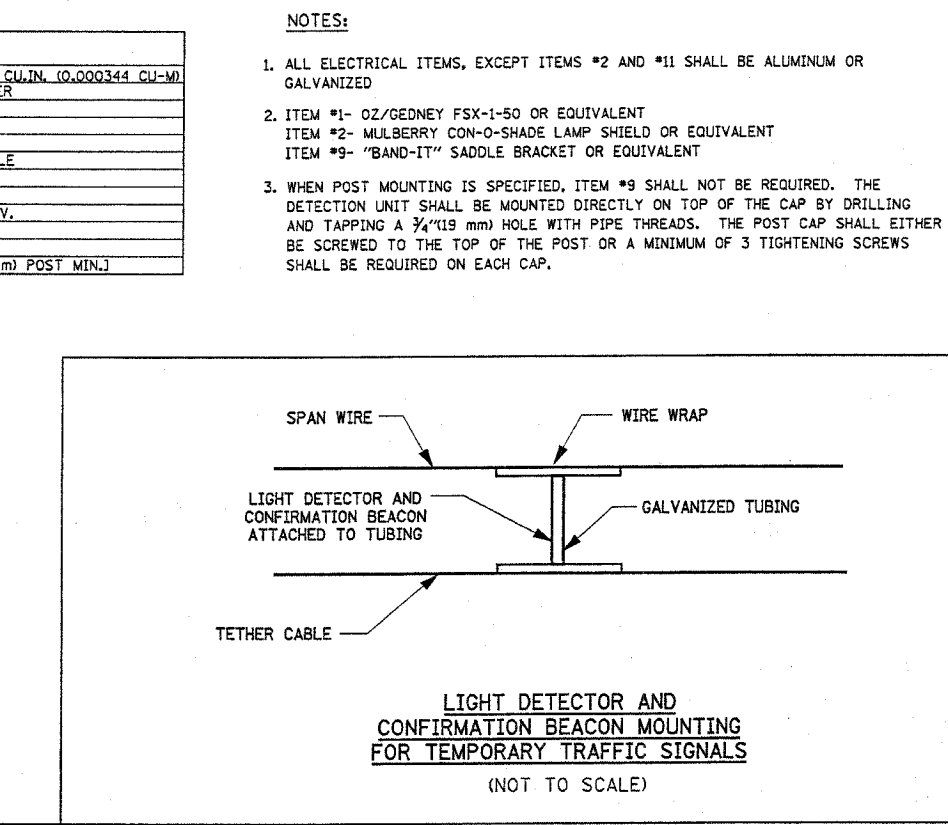 CU.IN. (0.000344 CU-M)
ER
LE
V.
m) POST MIN.]
NOTES:
1. ALL ELECTRICAL ITEMS, EXCEPT ITEMS #2 AND #11 SHALL BE ALUMINUM OR
GALVANIZED
2. ITEM #1- OZ/GEDNEY FSX-1-50 OR EQUIVALENT
ITEM #2- MULBERRY CON-O-SHADE LAMP SHIELD OR EQUIVALENT
ITEM #9- "BAND-IT" SADDLE BRACKET OR EQUIVALENT
3. WHEN POST MOUNTING IS SPECIFIED, ITEM #9 SHALL NOT BE REQUIRED. THE
DETECTION UNIT SHALL BE MOUNTED DIRECTLY ON TOP OF THE CAP BY DRILLING
AND TAPPING A 3/4"(19 mm) HOLE WITH PIPE THREADS. THE POST CAP SHALL EITHER
BE SCREWED TO THE TOP OF THE POST OR A MINIMUM OF 3 TIGHTENING SCREWS
SHALL BE REQUIRED ON EACH CAP.
SPAN WIRE
WIRE WRAP
LIGHT DETECTOR AND
CONFIRMATION BEACON
ATTACHED TO TUBING
GALVANIZED TUBING
TETHER CABLE
LIGHT DETECTOR AND
CONFIRMATION BEACON MOUNTING
FOR TEMPORARY TRAFFIC SIGNALS
(NOT TO SCALE)